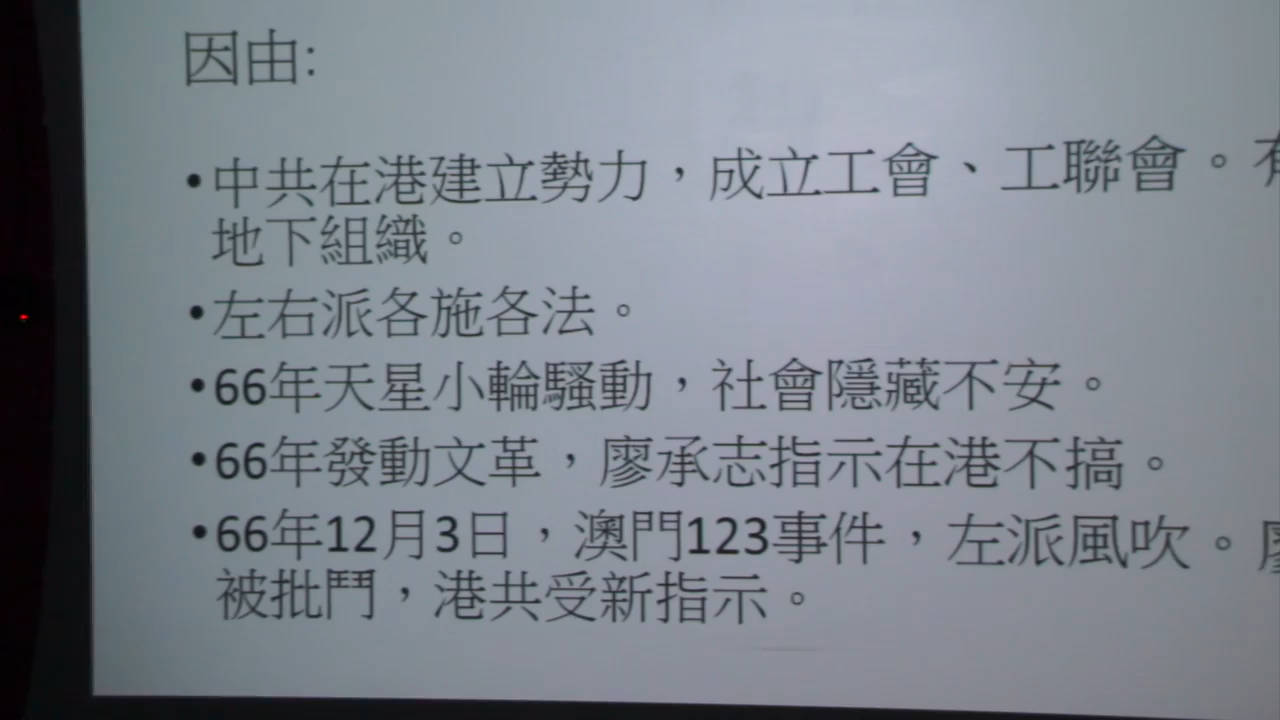 因由:
•中共在港建立勢力，成立工會、工聯會。有
地下組織。
•左右派各施各法。
•66年天星小輪騷動，社會隱藏不安。
•66年發動文革，廖承志指示在港不搞。
•66年12月3日，澳門123事件，左派風吹。
被批鬥，港共受新指示。